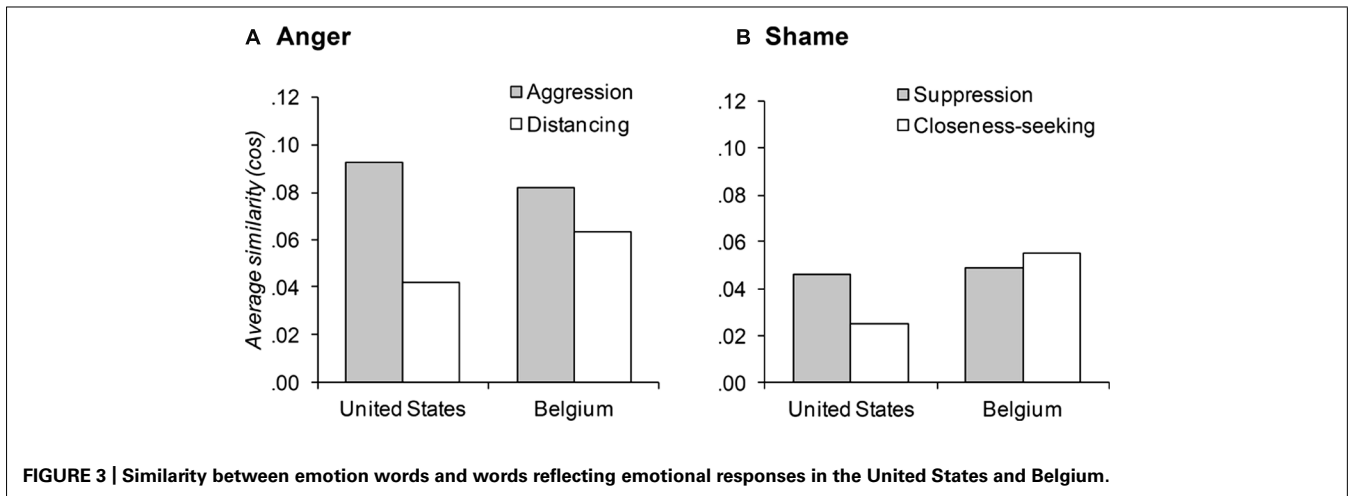 A Anger
Aggression
Distancing
Average similarity (cos)
.12
.10
.08
.06
.04
.02
.00
United States Belgium
B Shame
Suppression
Closeness-seeking
.12
.10
.08
.06
.04
.02
.00
United States Belgium
FIGURE 3 | Similarity between emotion words and words reflecting emotional responses in the United States and Belgium.